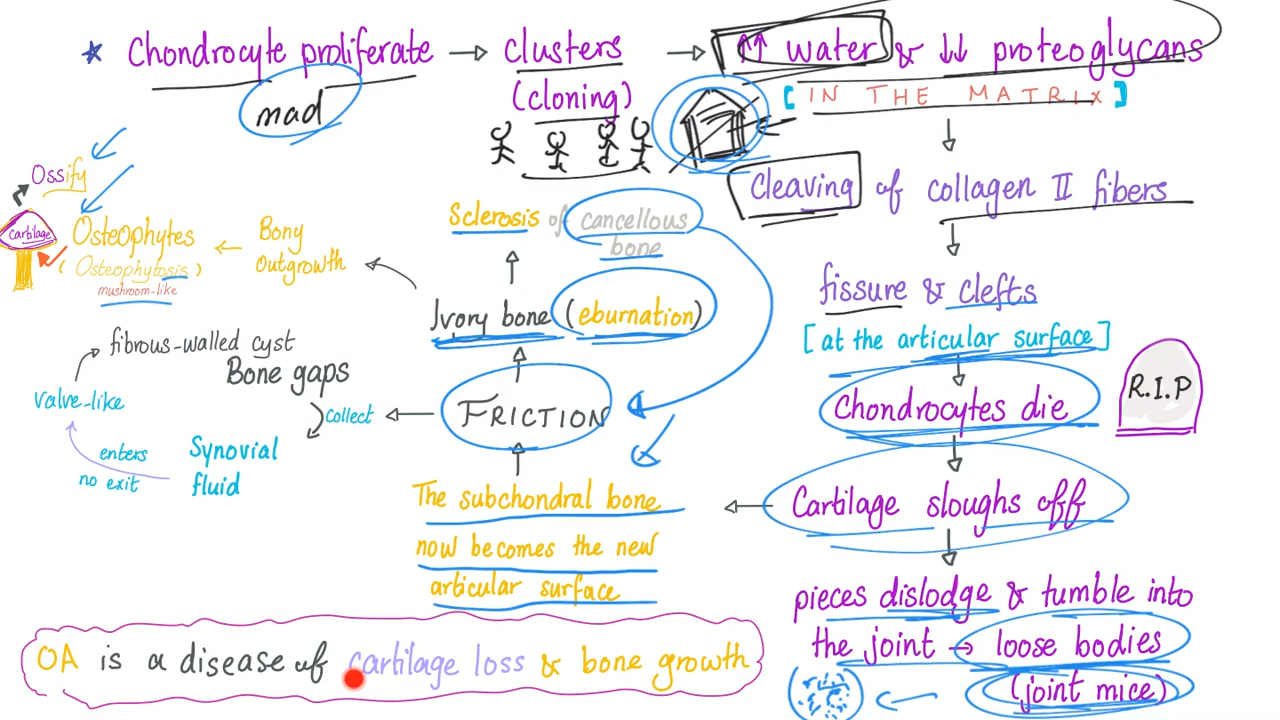 * Chondrocyte proliferate → clusters → ↑↑ water & ↓↓ proteoglycans
mad
(cloning)
[IN THE MATRIX]
Cleaving of collagen II fibers
fissure & clefts
[at the articular surface]
Chondrocytes die
R.I.P
Cartilage sloughs off
pieces dislodge & tumble into
the joint → loose bodies
(joint mice)
The subchondral bone
now becomes the new
articular surface
FRICTION
Ivory bone (eburnation)
Sclerosis of cancellous
bone
Bony
Outgrowth
Osteophytes
(Osteophytosis)
mushroom-like
Ossify
Cartilage
collect
Bone gaps
Synovial
fluid
enters
no exit
valve-like
fibrous-walled cyst
OA is a disease of cartilage loss & bone growth